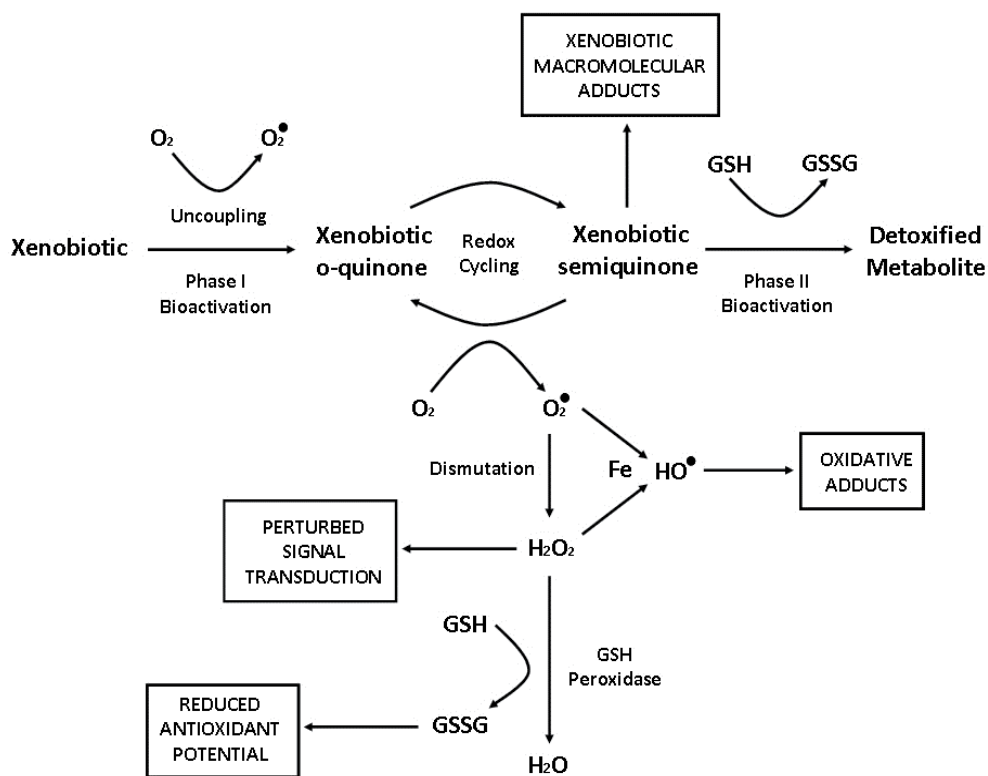 XENOBIOTIC
MACROMOLECULAR
ADDUCTS
O₂
O₂●
GSH
GSSG
Uncoupling
Xenobiotic
Phase I
Bioactivation
Xenobiotic
o-quinone
Redox
Cycling
Xenobiotic
semiquinone
Phase II
Bioactivation
Detoxified
Metabolite
O₂
O₂●
Dismutation
Fe
HO●
OXIDATIVE
ADDUCTS
PERTURBED
SIGNAL
TRANSDUCTION
H₂O₂
GSH
GSH
Peroxidase
REDUCED
ANTIOXIDANT
POTENTIAL
GSSG
H₂O